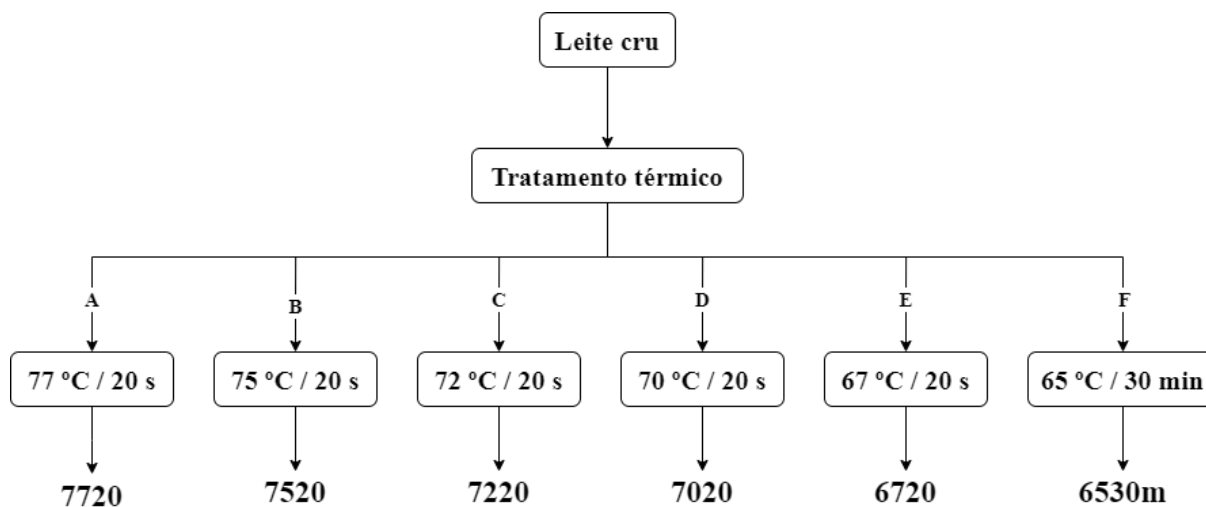 Leite cru
Tratamento térmico
A
B
C
D
E
F
77 ºC / 20 s
75 ºC / 20 s
72 ºC / 20 s
70 ºC / 20 s
67 ºC / 20 s
65 ºC / 30 min
7720
7520
7220
7020
6720
6530m